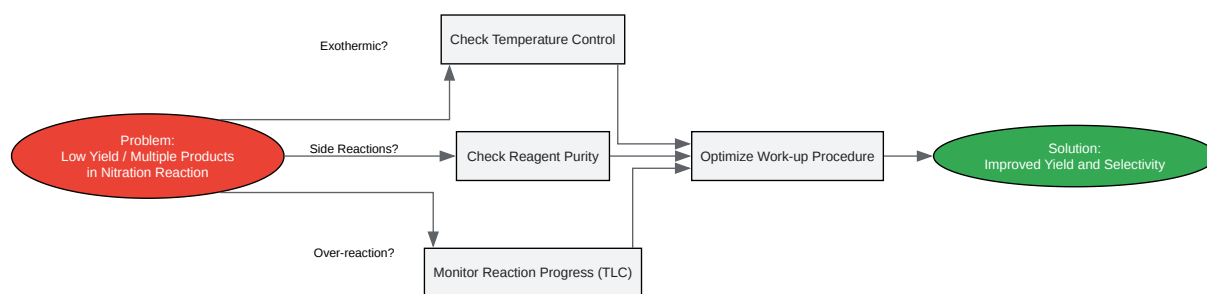 Exothermic?
Check Temperature Control
Problem:
Low Yield / Multiple Products
in Nitration Reaction
Side Reactions?
Check Reagent Purity
Optimize Work-up Procedure
Solution:
Improved Yield and Selectivity
Over-reaction?
Monitor Reaction Progress (TLC)